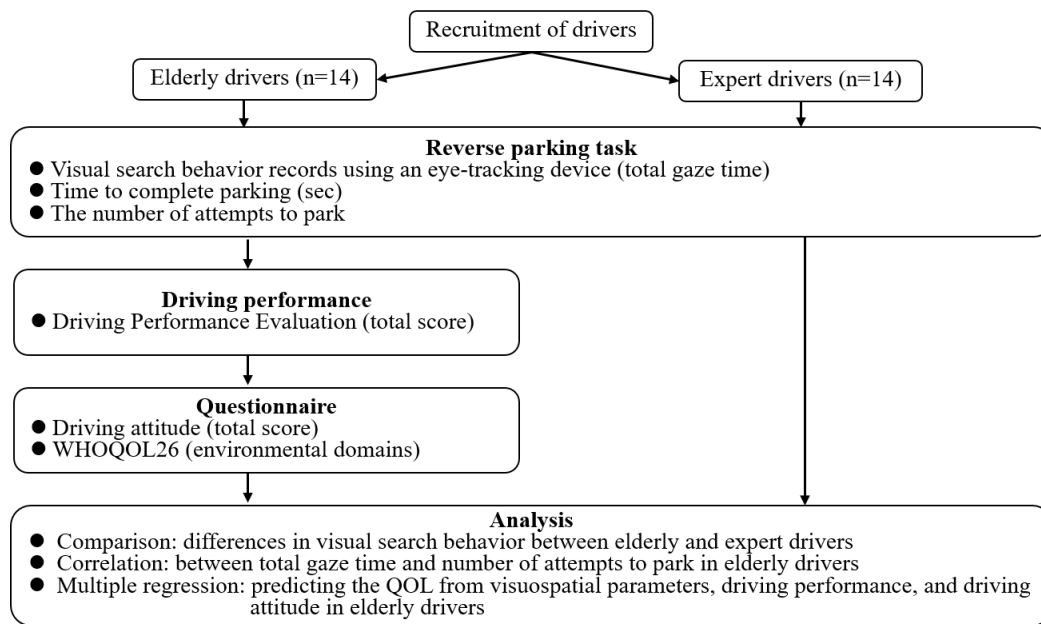 Recruitment of drivers
Elderly drivers (n=14)
Expert drivers (n=14)
Reverse parking task
● Visual search behavior records using an eye-tracking device (total gaze time)
● Time to complete parking (sec)
● The number of attempts to park
Driving performance
● Driving Performance Evaluation (total score)
Questionnaire
● Driving attitude (total score)
● WHOQOL26 (environmental domains)
Analysis
● Comparison: differences in visual search behavior between elderly and expert drivers
● Correlation: between total gaze time and number of attempts to park in elderly drivers
● Multiple regression: predicting the QOL from visuospatial parameters, driving performance, and driving
attitude in elderly drivers